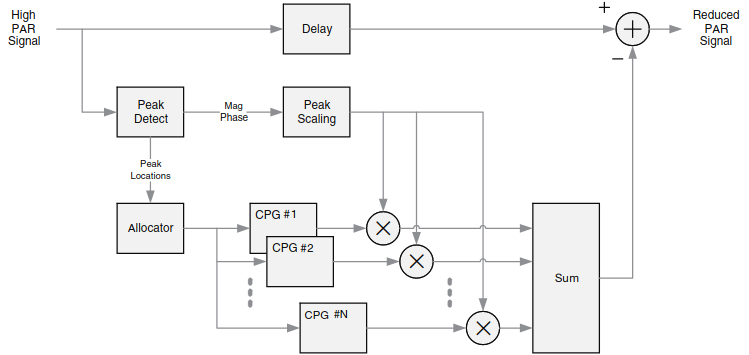 High
PAR
Signal
Delay
+
+
−
Reduced
PAR
Signal
Peak
Detect
Mag
Phase
Peak
Scaling
Peak
Locations
Allocator
CPG #1
×
CPG #2
×
CPG #N
×
Sum